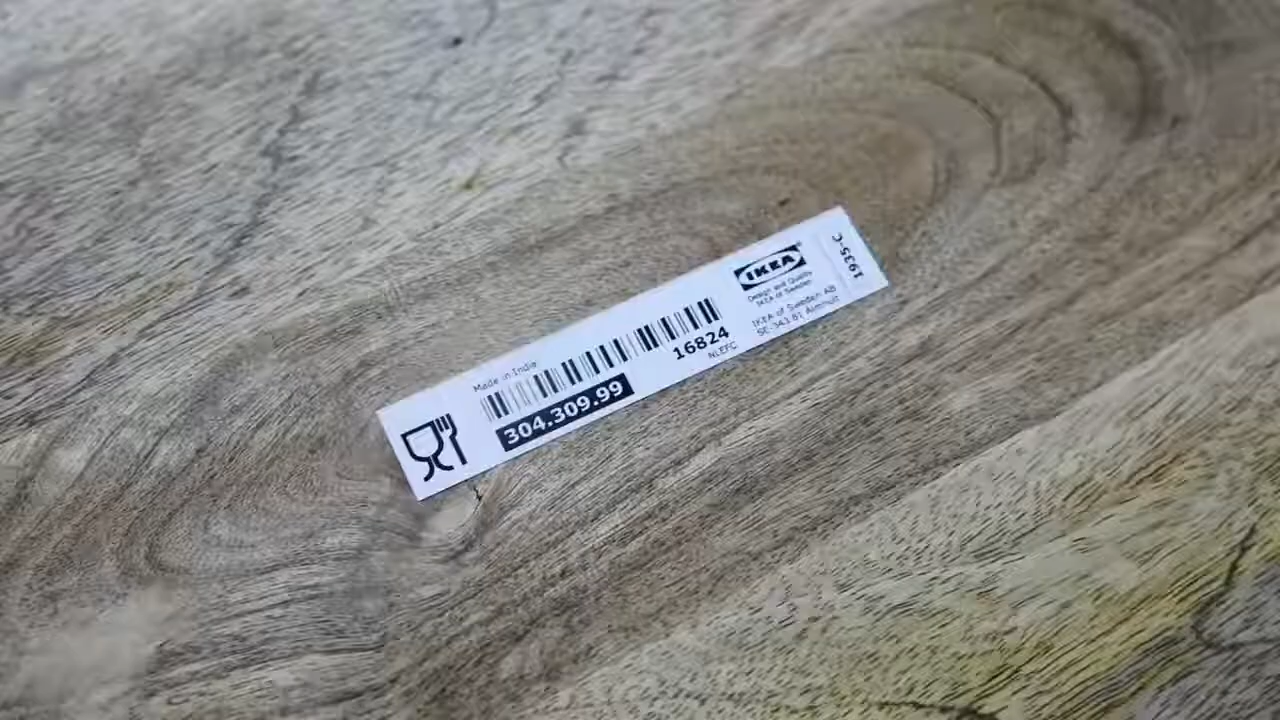 Made in India
304.309.99
16824
NLEFC
IKEA®
Design and Quality
IKEA of Sweden
IKEA of Sweden AB
SE-343 81 Älmhult
1935-C